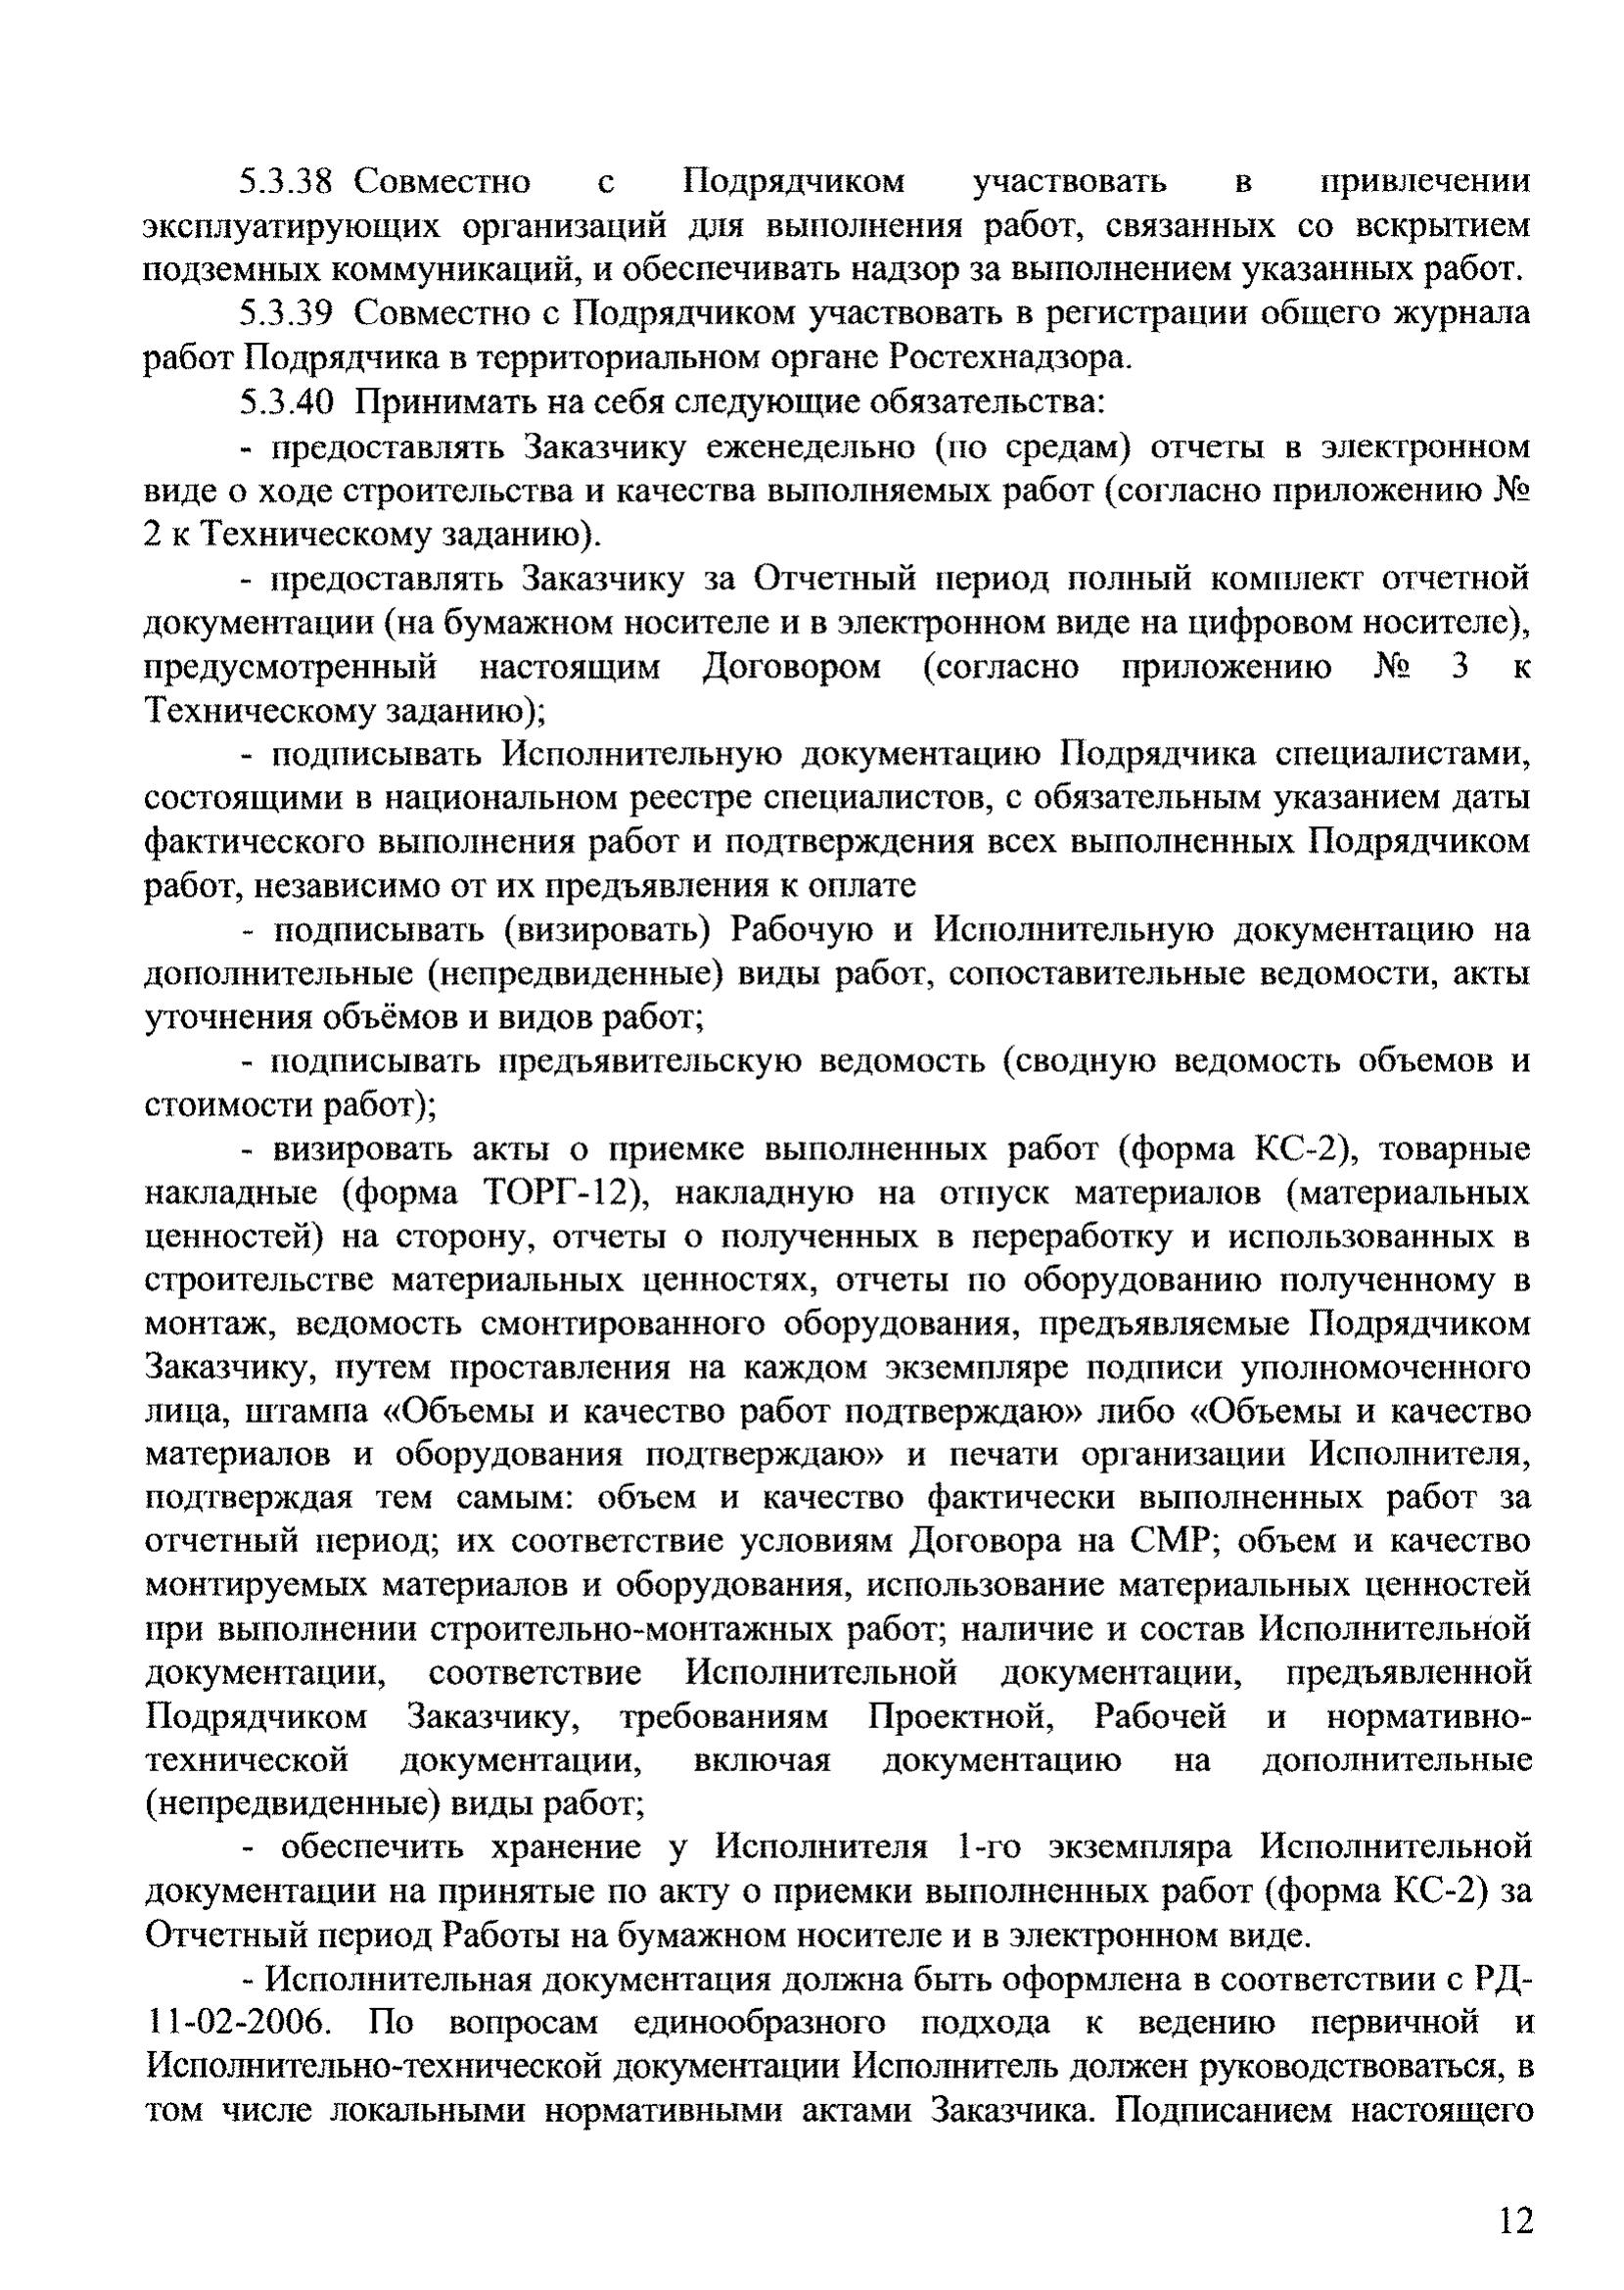 5.3.38 Совместно с Подрядчиком участвовать в привлечении
эксплуатирующих организаций для выполнения работ, связанных со вскрытием
подземных коммуникаций, и обеспечивать надзор за выполнением указанных работ.
5.3.39 Совместно с Подрядчиком участвовать в регистрации общего журнала
работ Подрядчика в территориальном органе Ростехнадзора.
5.3.40 Принимать на себя следующие обязательства:
- предоставлять Заказчику еженедельно (по средам) отчеты в электронном
виде о ходе строительства и качества выполняемых работ (согласно приложению №
2 к Техническому заданию).
- предоставлять Заказчику за Отчетный период полный комплект отчетной
документации (на бумажном носителе и в электронном виде на цифровом носителе),
предусмотренный настоящим Договором (согласно приложению № 3 к
Техническому заданию);
- подписывать Исполнительную документацию Подрядчика специалистами,
состоящими в национальном реестре специалистов, с обязательным указанием даты
фактического выполнения работ и подтверждения всех выполненных Подрядчиком
работ, независимо от их предъявления к оплате
- подписывать (визировать) Рабочую и Исполнительную документацию на
дополнительные (непредвиденные) виды работ, сопоставительные ведомости, акты
уточнения объёмов и видов работ;
- подписывать предъявительскую ведомость (сводную ведомость объемов и
стоимости работ);
- визировать акты о приемке выполненных работ (форма КС-2), товарные
накладные (форма ТОРГ-12), накладную на отпуск материалов (материальных
ценностей) на сторону, отчеты о полученных в переработку и использованных в
строительстве материальных ценностях, отчеты по оборудованию полученному в
монтаж, ведомость смонтированного оборудования, предъявляемые Подрядчиком
Заказчику, путем проставления на каждом экземпляре подписи уполномоченного
лица, штампа «Объемы и качество работ подтверждаю» либо «Объемы и качество
материалов и оборудования подтверждаю» и печати организации Исполнителя,
подтверждая тем самым: объем и качество фактически выполненных работ за
отчетный период; их соответствие условиям Договора на СМР; объем и качество
монтируемых материалов и оборудования, использование материальных ценностей
при выполнении строительно-монтажных работ; наличие и состав Исполнительной
документации, соответствие Исполнительной документации, предъявленной
Подрядчиком Заказчику, требованиям Проектной, Рабочей и нормативно-
технической документации, включая документацию на дополнительные
(непредвиденные) виды работ;
- обеспечить хранение у Исполнителя 1-го экземпляра Исполнительной
документации на принятые по акту о приемки выполненных работ (форма КС-2) за
Отчетный период Работы на бумажном носителе и в электронном виде.
- Исполнительная документация должна быть оформлена в соответствии с РД-
11-02-2006. По вопросам единообразного подхода к ведению первичной и
Исполнительно-технической документации Исполнитель должен руководствоваться, в
том числе локальными нормативными актами Заказчика. Подписанием настоящего
12